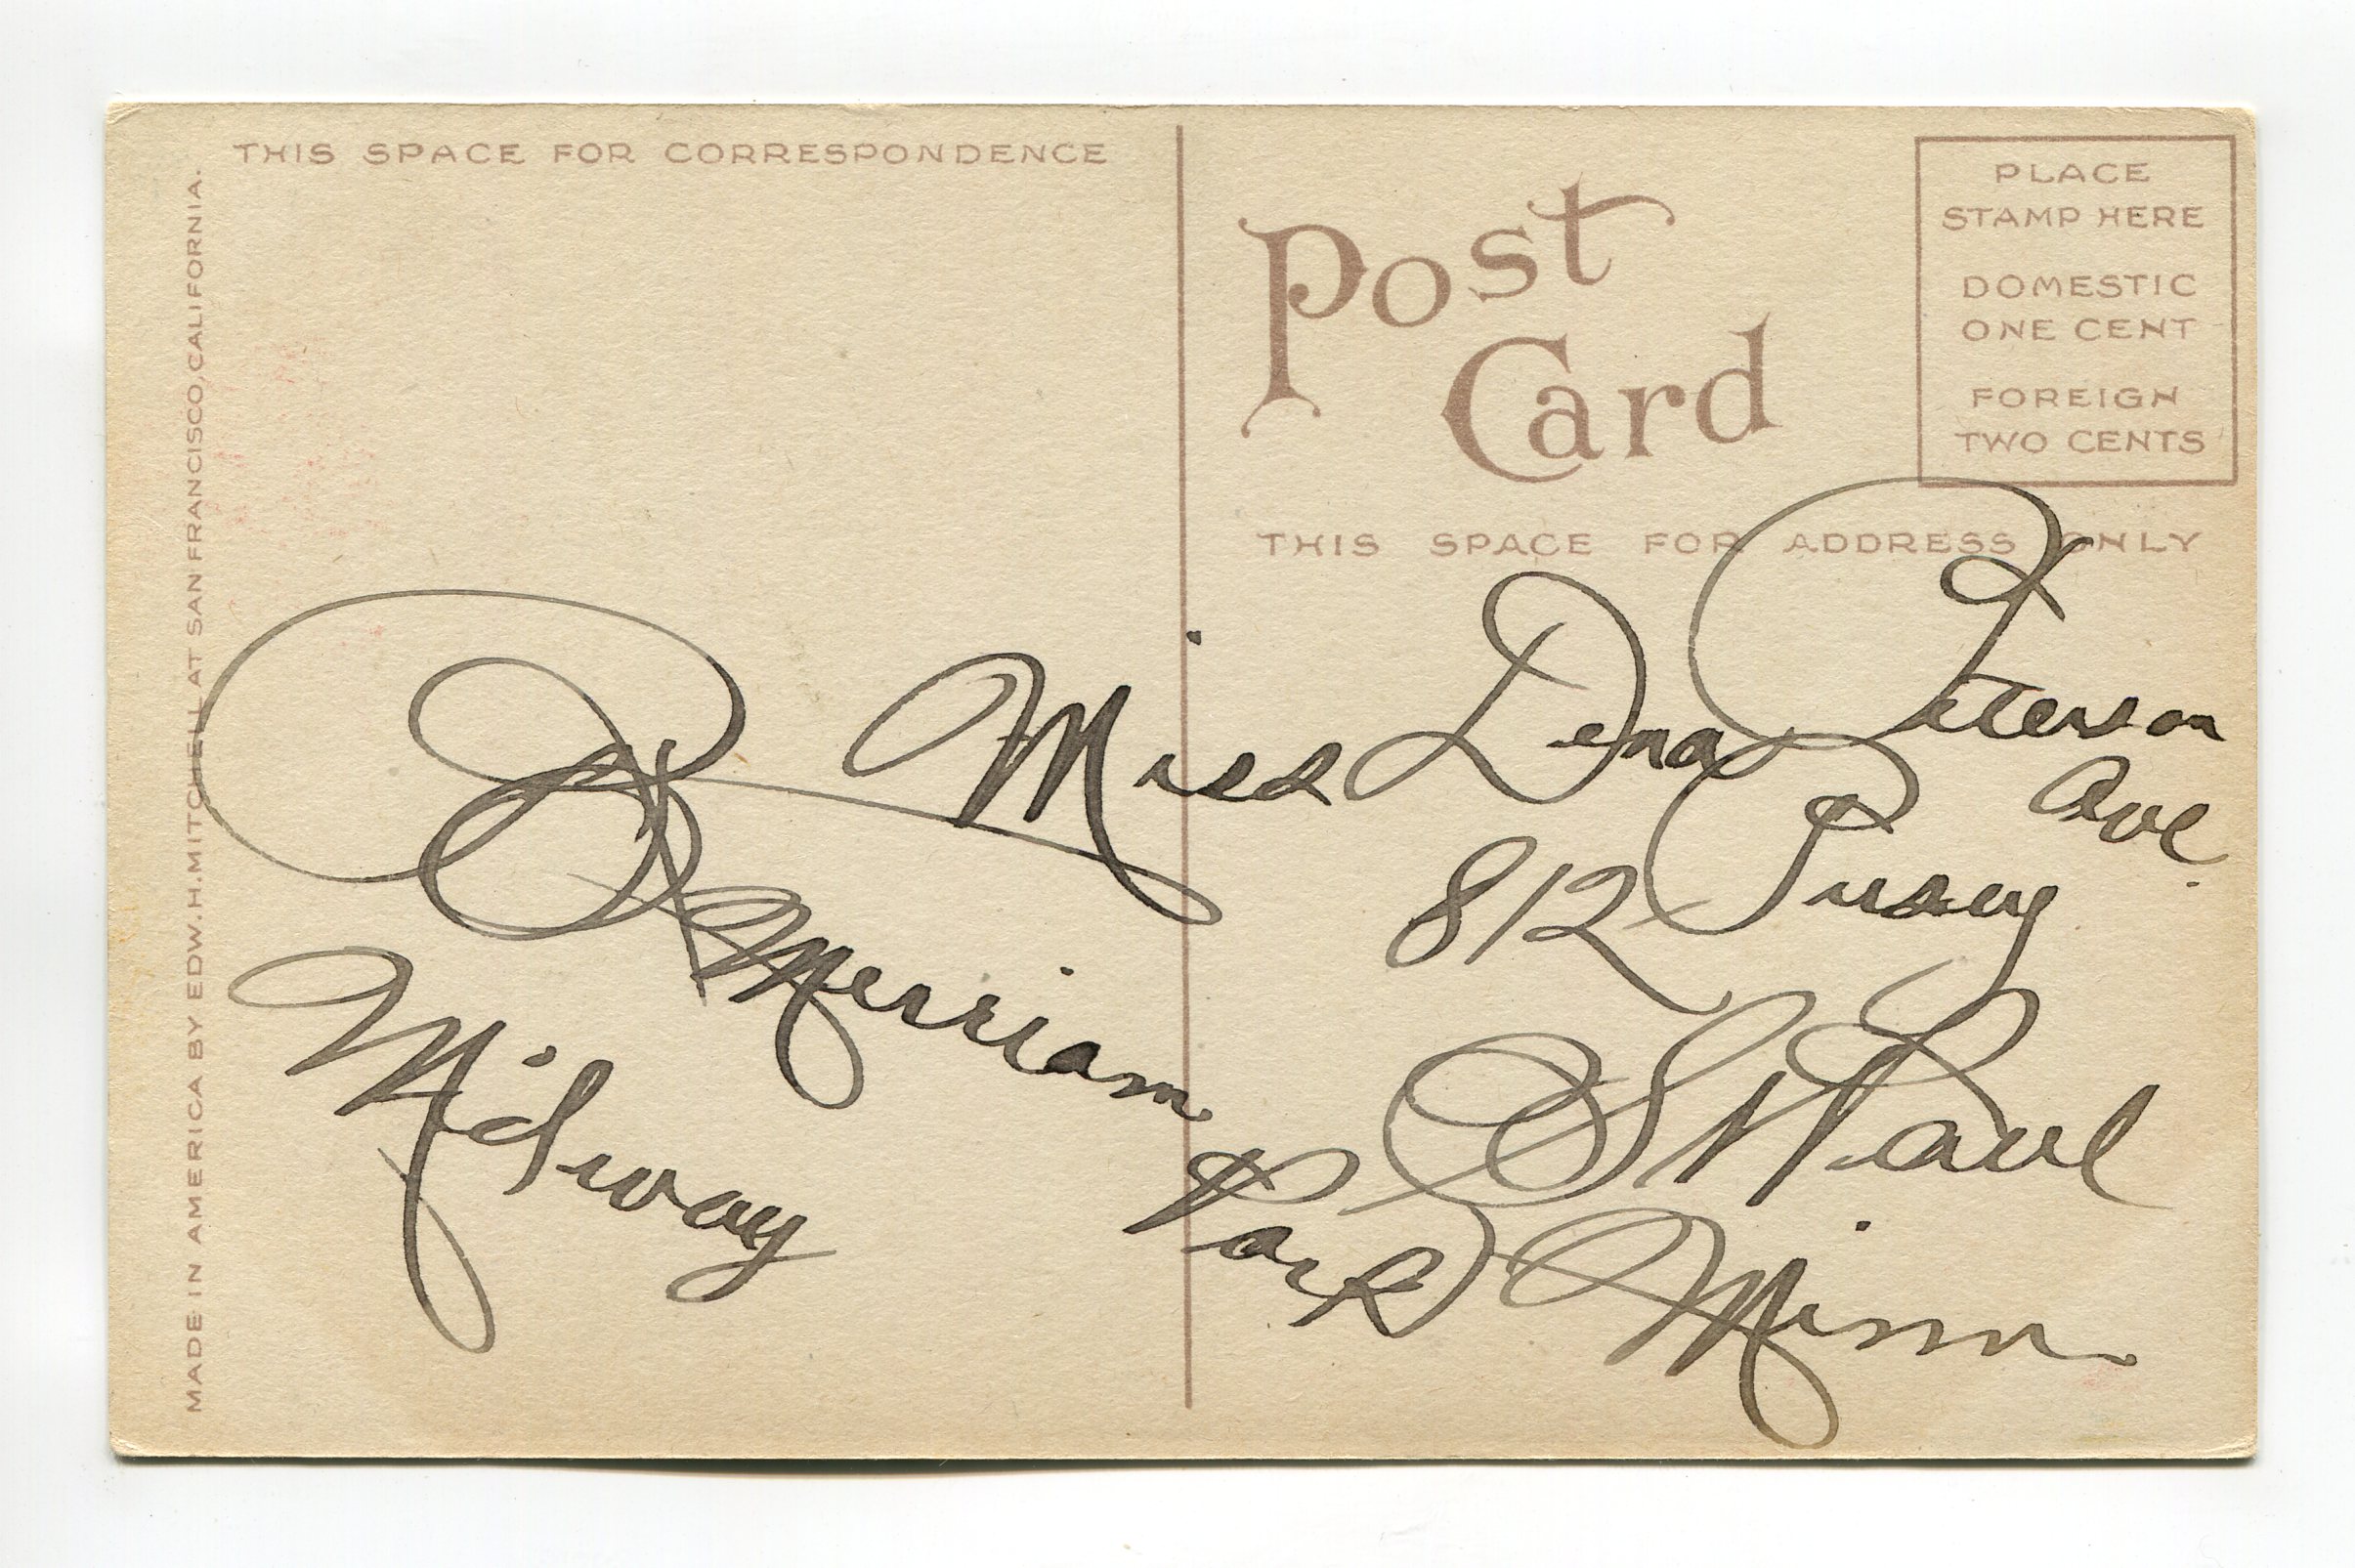 THIS SPACE FOR CORRESPONDENCE
MADE IN AMERICA BY EDW. H. MITCHELL AT SAN FRANCISCO, CALIFORNIA.
Post
Card
PLACE
STAMP HERE
DOMESTIC
ONE CENT
FOREIGN
TWO CENTS
THIS SPACE FOR ADDRESS ONLY
Miss Dena Peterson
812 Pusey Ave.
St Paul
Minn
Merriam
Park
Midway